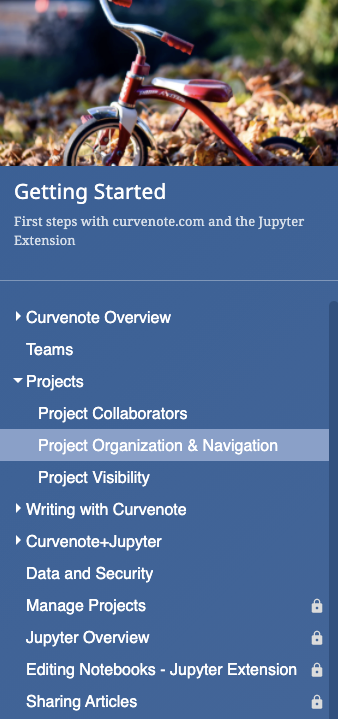 Getting Started
First steps with curvenote.com and the Jupyter
Extension
Curvenote Overview
Teams
Projects
Project Collaborators
Project Organization & Navigation
Project Visibility
Writing with Curvenote
Curvenote+Jupyter
Data and Security
Manage Projects
Jupyter Overview
Editing Notebooks - Jupyter Extension
Sharing Articles